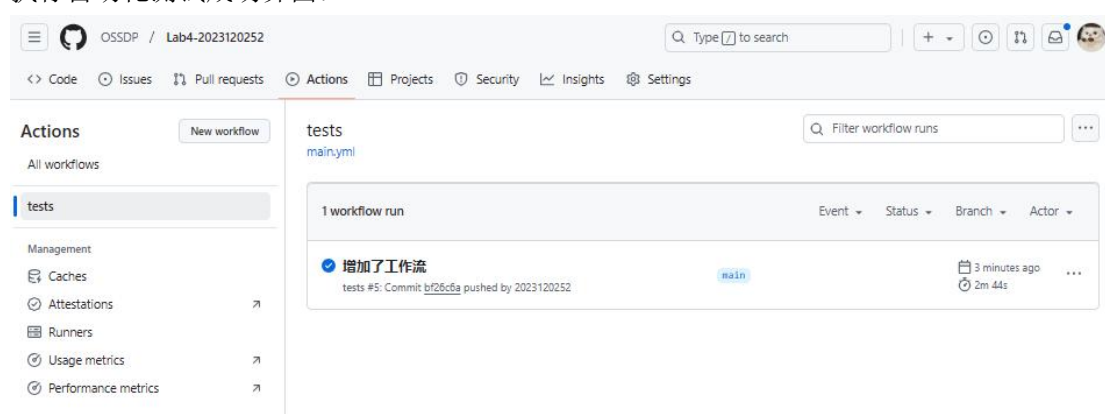 OSSDP / Lab4-2023120252
Type / to search
Code Issues Pull requests Actions Projects Security Insights Settings
Actions New workflow
All workflows
tests
Management
Caches
Attestations
Runners
Usage metrics
Performance metrics
tests
main.yml
Filter workflow runs
1 workflow run Event Status Branch Actor
增加了工作流 main 3 minutes ago
tests #5: Commit bf26c6a pushed by 2023120252 2m 44s